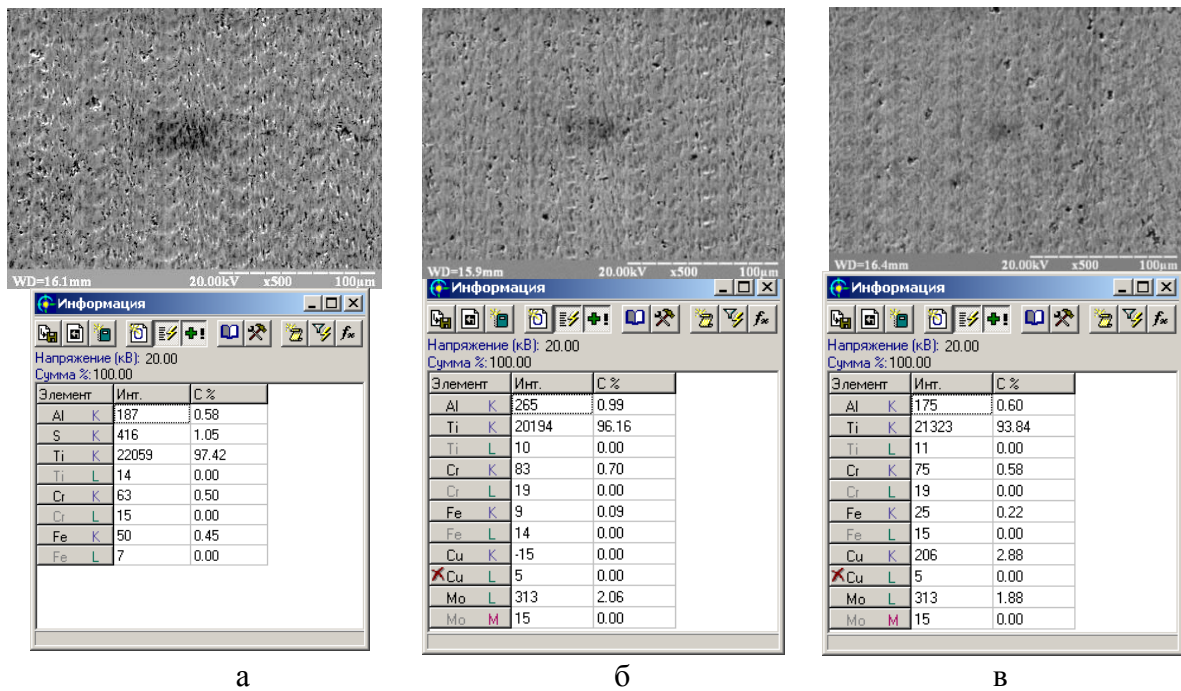 WD=16.1mm 20.00kV x500 100µm
Информация
Напряжение (кВ): 20.00
Сумма %: 100.00
Элемент Инт. C %
Al K 187 0.58
S K 416 1.05
Ti K 22059 97.42
Ti L 14 0.00
Cr K 63 0.50
Cr L 15 0.00
Fe K 50 0.45
Fe L 7 0.00
а
WD=15.9mm 20.00kV x500 100µm
Информация
Напряжение (кВ): 20.00
Сумма %: 100.00
Элемент Инт. C %
Al K 265 0.99
Ti K 20194 96.16
Ti L 10 0.00
Cr K 83 0.70
Cr L 19 0.00
Fe K 9 0.09
Fe L 14 0.00
Cu K -15 0.00
Cu L 5 0.00
Mo L 313 2.06
Mo M 15 0.00
б
WD=16.4mm 20.00kV x500 100µm
Информация
Напряжение (кВ): 20.00
Сумма %: 100.00
Элемент Инт. C %
Al K 175 0.60
Ti K 21323 93.84
Ti L 11 0.00
Cr K 75 0.58
Cr L 19 0.00
Fe K 25 0.22
Fe L 15 0.00
Cu K 206 2.88
Cu L 5 0.00
Mo L 313 1.88
Mo M 15 0.00
в